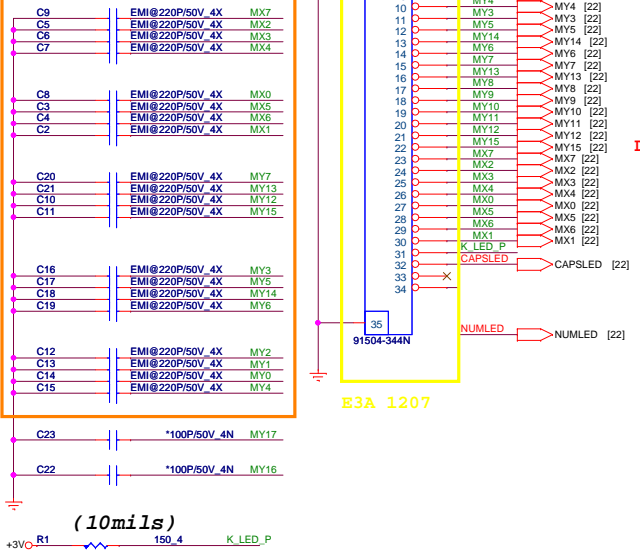 C9 EMI@220P/50V_4X MX7
C5 EMI@220P/50V_4X MX2
C6 EMI@220P/50V_4X MX3
C7 EMI@220P/50V_4X MX4
C8 EMI@220P/50V_4X MX0
C3 EMI@220P/50V_4X MX5
C4 EMI@220P/50V_4X MX6
C2 EMI@220P/50V_4X MX1
C20 EMI@220P/50V_4X MY7
C21 EMI@220P/50V_4X MY13
C10 EMI@220P/50V_4X MY12
C11 EMI@220P/50V_4X MY15
C16 EMI@220P/50V_4X MY3
C17 EMI@220P/50V_4X MY5
C18 EMI@220P/50V_4X MY14
C19 EMI@220P/50V_4X MY6
C12 EMI@220P/50V_4X MY2
C13 EMI@220P/50V_4X MY1
C14 EMI@220P/50V_4X MY0
C15 EMI@220P/50V_4X MY4
C23 *100P/50V_4N MY17
C22 *100P/50V_4N MY16
(10mils)
+3VO R1 150_4 K_LED_P
10 MY4 MY4 [22]
11 MY3 MY3 [22]
12 MY5 MY5 [22]
13 MY14 MY14 [22]
14 MY6 MY6 [22]
15 MY7 MY7 [22]
16 MY13 MY13 [22]
17 MY8 MY8 [22]
18 MY9 MY9 [22]
19 MY10 MY10 [22]
20 MY11 MY11 [22]
21 MY12 MY12 [22]
22 MY15 MY15 [22]
23 MX7 MX7 [22]
24 MX2 MX2 [22]
25 MX3 MX3 [22]
26 MX4 MX4 [22]
27 MX0 MX0 [22]
28 MX5 MX5 [22]
29 MX6 MX6 [22]
30 MX1 MX1 [22]
31 K_LED_P
32 CAPSLED CAPSLED [22]
33
34
35 NUMLED NUMLED [22]
91504-344N
E3A 1207